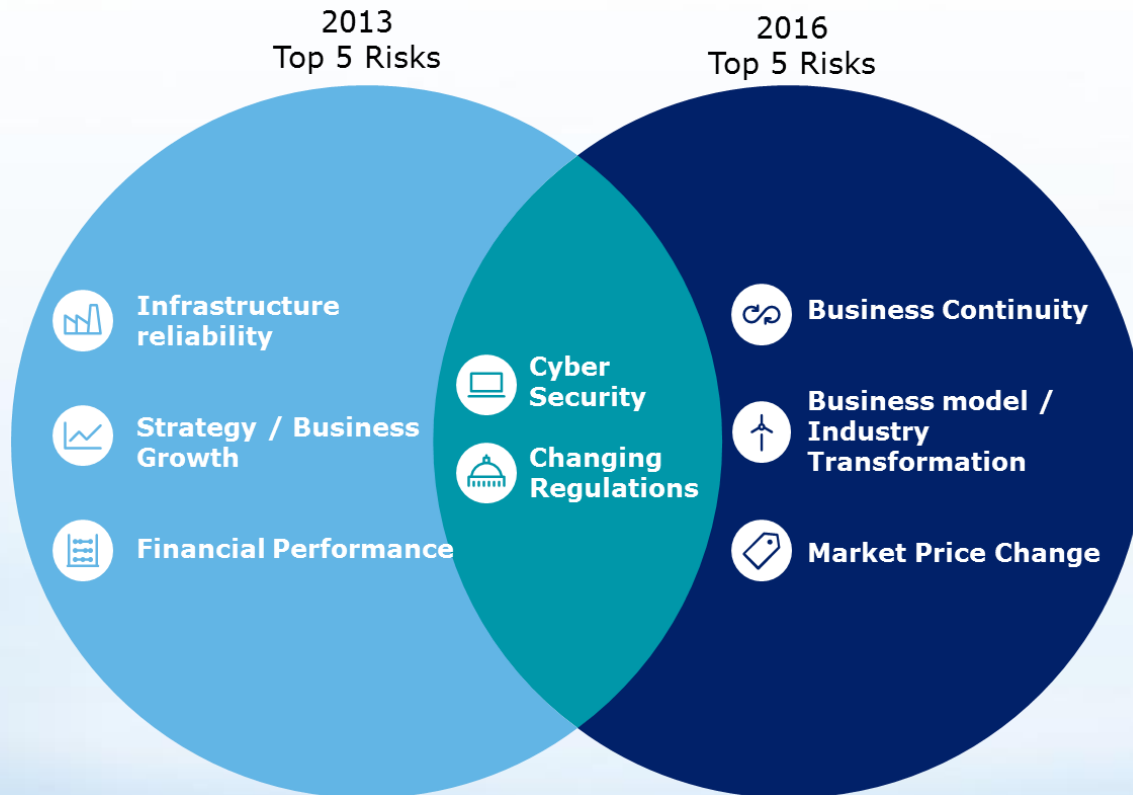 2013
Top 5 Risks
2016
Top 5 Risks
Infrastructure
reliability
Strategy / Business
Growth
Financial Performance
Cyber
Security
Changing
Regulations
Business Continuity
Business model /
Industry
Transformation
Market Price Change